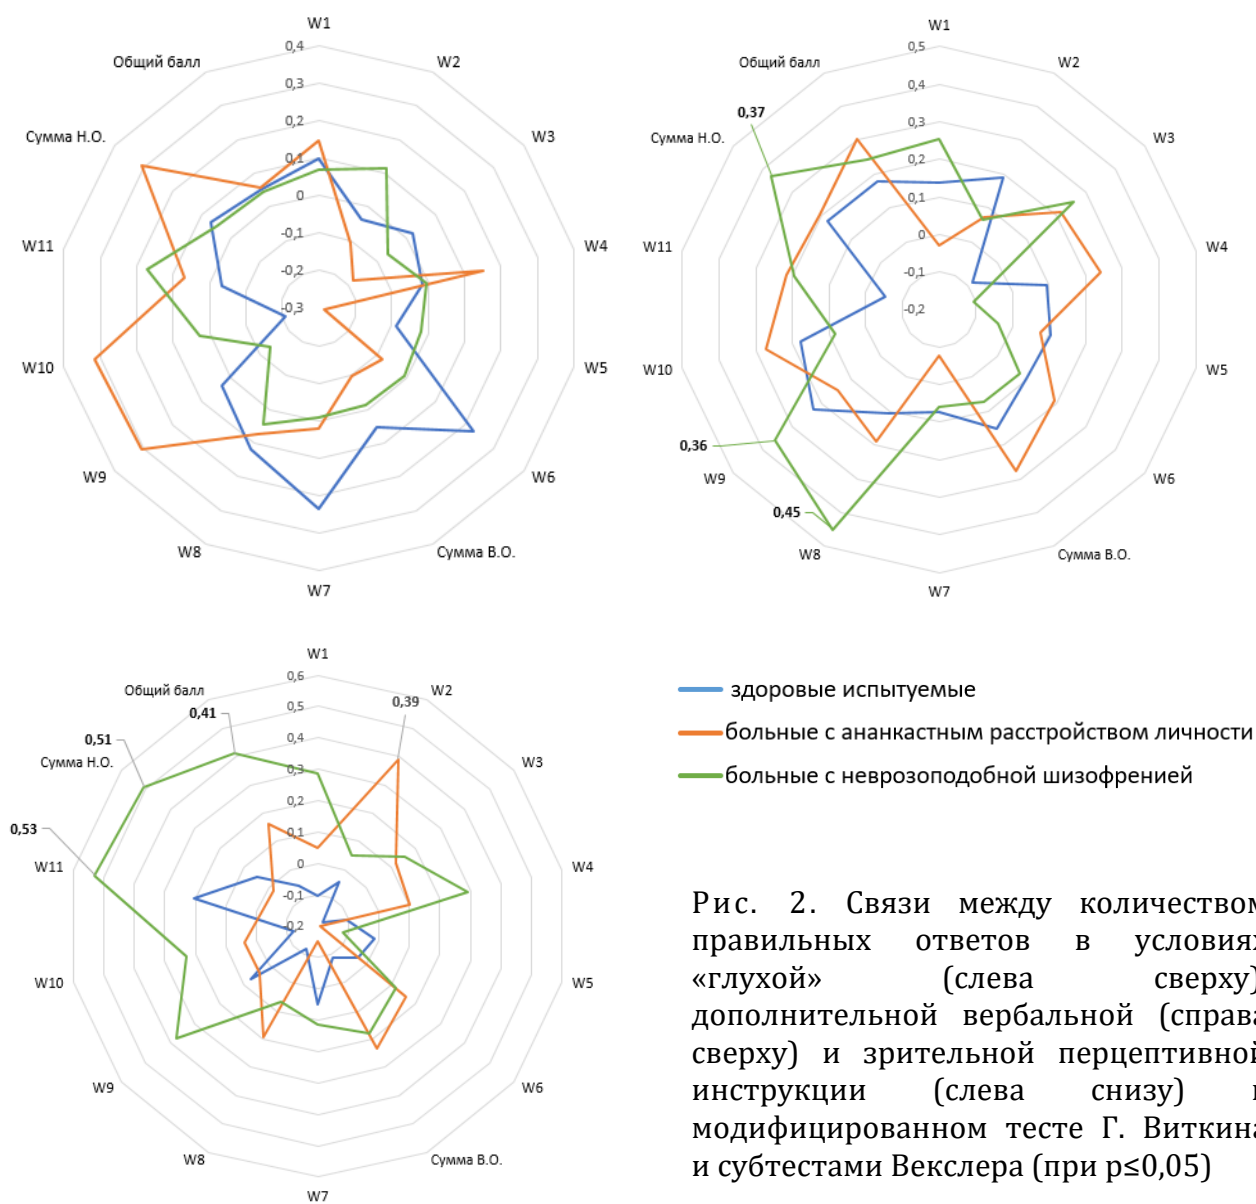 W1
0,4
W2
Общий балл
0,3
0,2
Сумма Н.О.
W3
0,1
0
W11
W4
-0,1
-0,2
-0,3
W10
W5
W9
W6
W8
Сумма В.О.
W7
W1
0,5
W2
Общий балл
0,4
0,37
0,3
Сумма Н.О.
W3
0,2
0,1
W11
W4
0
-0,1
-0,2
W10
W5
0,36
W9
W6
0,45
W8
Сумма В.О.
W7
W1
0,6
W2
Общий балл
0,39
0,41
0,5
0,51
0,4
Сумма Н.О.
W3
0,3
0,2
0,53
0,1
W11
W4
0
-0,1
-0,2
W10
W5
W9
W6
W8
Сумма В.О.
W7
здоровые испытуемые
больные с ананкастным расстройством личности
больные с неврозоподобной шизофренией
Рис. 2. Связи между количеством
правильных ответов в условиях
«глухой» (слева сверху)
дополнительной вербальной (справа
сверху) и зрительной перцептивной
инструкции (слева снизу)
модифицированном тесте Г. Виткина
и субтестами Векслера (при p≤0,05)